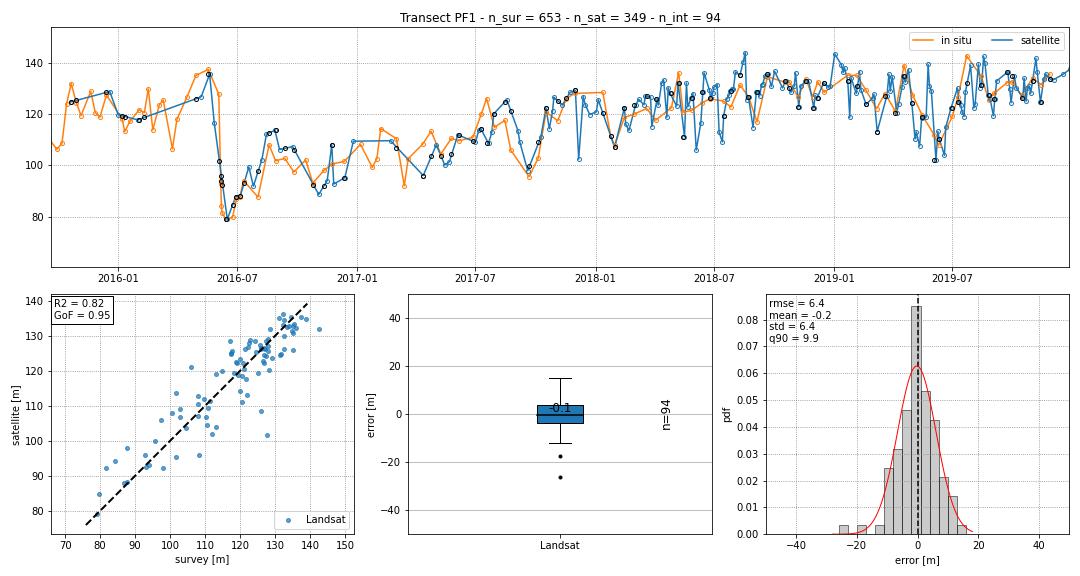 Transect PF1 - n_sur = 653 - n_sat = 349 - n_int = 94
in situ
satellite
140
120
100
80
60
2016-01
2016-07
2017-01
2017-07
2018-01
2018-07
2019-01
2019-07
R2 = 0.82
GoF = 0.95
satellite [m]
140
130
120
110
100
90
80
Landsat
70
80
90
100
110
120
130
140
150
survey [m]
error [m]
40
20
0
−20
−40
-0.1
n=94
Landsat
rmse = 6.4
mean = -0.2
std = 6.4
q90 = 9.9
pdf
0.08
0.07
0.06
0.05
0.04
0.03
0.02
0.01
0.00
−40
−20
0
20
40
error [m]